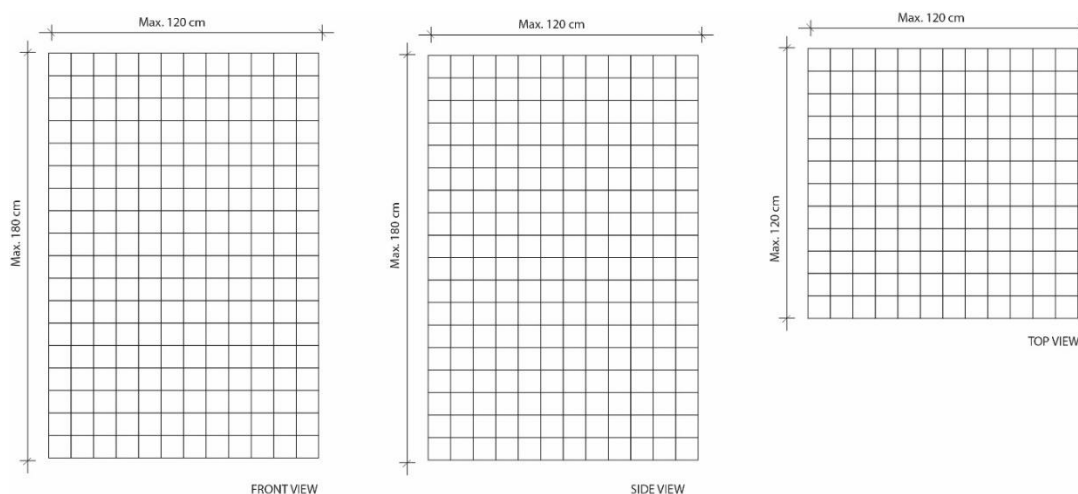 Max. 120 cm
Max. 180 cm
FRONT VIEW
Max. 120 cm
Max. 180 cm
SIDE VIEW
Max. 120 cm
Max. 120 cm
TOP VIEW